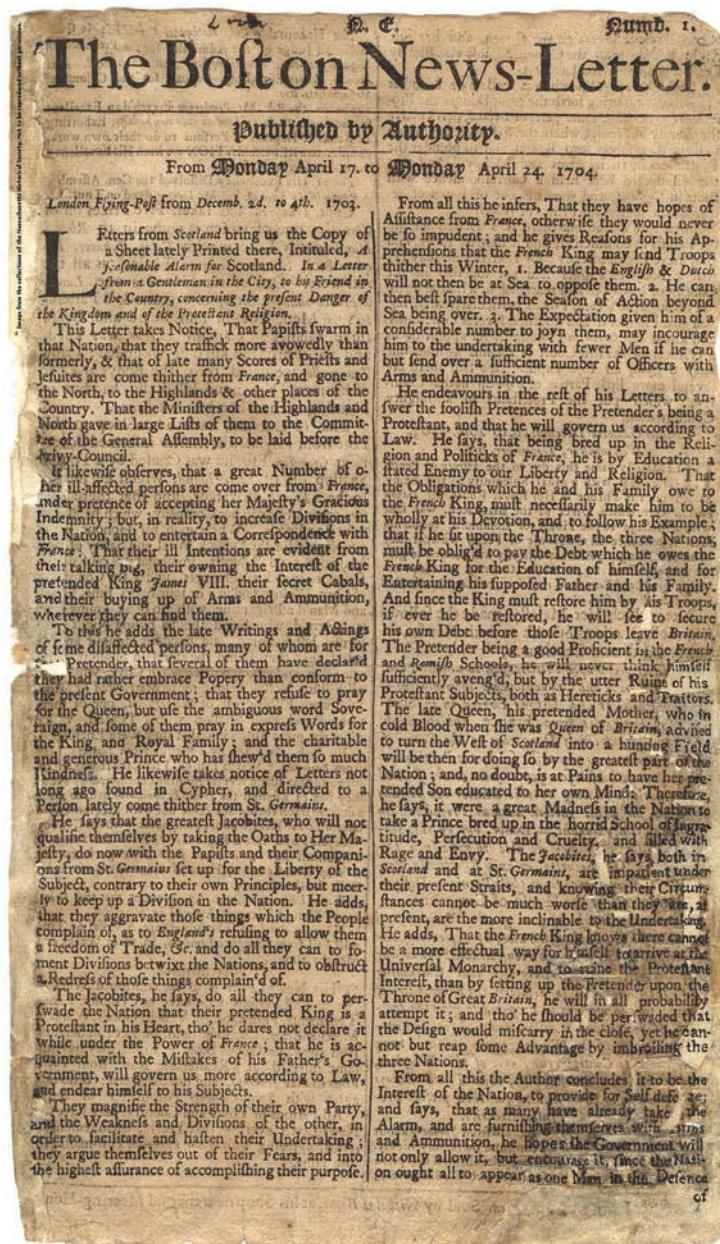 N. E.
Numb. 1.
The Boſton News-Letter.
Publiſhed by Authority.
From Monday April 17. to Monday April 24. 1704.
London Flying-Poſt from Decemb. 2d. to 4th. 1703.
LEtters from Scotland bring us the Copy of
a Sheet lately Printed there, Intituled, A
ſeaſonable Alarm for Scotland. In a Letter
from a Gentleman in the City, to his Friend in
the Country, concerning the preſent Danger of
the Kingdom and of the Proteſtant Religion.
This Letter takes Notice, That Papiſts ſwarm in
that Nation, that they traffick more avowedly than
formerly, & that of late many Scores of Prieſts and
Jeſuites are come thither from France, and gone to
the North, to the Highlands & other places of the
Country. That the Miniſters of the Highlands and
North gave in large Liſts of them to the Commit-
tee of the General Aſſembly, to be laid before the
Privy-Council.
It likewiſe obſerves, that a great Number of o-
ther ill-affected perſons are come over from France,
under pretence of accepting her Majeſty's Gracious
Indemnity; but, in reality, to increaſe Diviſions in
the Nation, and to entertain a Correſpondence with
France: That their ill Intentions are evident from
their talking big, their owning the Intereſt of the
pretended King James VIII. their ſecret Cabals,
and their buying up of Arms and Ammunition,
wherever they can find them.
To this he adds the late Writings and Actings
of ſome diſaffected perſons, many of whom are for
Pretender, that ſeveral of them have declar'd
they had rather embrace Popery than conform to
the preſent Government; that they refuſe to pray
for the Queen, but uſe the ambiguous word Sove-
raign, and ſome of them pray in expreſs Words for
the King and Royal Family; and the charitable
and generous Prince who has ſhew'd them ſo much
Kindneſs. He likewiſe takes notice of Letters not
long ago found in Cypher, and directed to a
Perſon lately come thither from St. Germains.
He ſays that the greateſt Jacobites, who will not
qualifie themſelves by taking the Oaths to Her Ma-
jeſty, do now with the Papiſts and their Compani-
ons from St. Germains ſet up for the Liberty of the
Subject, contrary to their own Principles, but meer-
ly to keep up a Diviſion in the Nation. He adds,
that they aggravate thoſe things which the People
complain of, as to England's refuſing to allow them
a freedom of Trade, &c. and do all they can to fo-
ment Diviſions betwixt the Nations, and to obſtruct
a Redreſs of thoſe things complain'd of.
The Jacobites, he ſays, do all they can to per-
ſwade the Nation that their pretended King is a
Proteſtant in his Heart, tho' he dares not declare it
while under the Power of France; that he is ac-
quainted with the Miſtakes of his Father's Go-
vernment, will govern us more according to Law,
and endear himſelf to his Subjects.
They magnifie the Strength of their own Party,
and the Weakneſs and Diviſions of the other, in
order to facilitate and haſten their Undertaking;
they argue themſelves out of their Fears, and into
the higheſt aſſurance of accompliſhing their purpoſe.
From all this he infers, That they have hopes of
Aſſiſtance from France, otherwiſe they would never
be ſo impudent; and he gives Reaſons for his Ap-
prehenſions that the French King may ſend Troops
thither this Winter, 1. Becauſe the Engliſh & Dutch
will not then be at Sea to oppoſe them. 2. He can
then beſt ſpare them, the Seaſon of Action beyond
Sea being over. 3. The Expectation given him of a
conſiderable number to joyn them, may incourage
him to the undertaking with fewer Men if he can
but ſend over a ſufficient number of Officers with
Arms and Ammunition.
He endeavours in the reſt of his Letters to an-
ſwer the fooliſh Pretences of the Pretender's being a
Proteſtant, and that he will govern us according to
Law. He ſays, that being bred up in the Reli-
gion and Politicks of France, he is by Education a
ſtated Enemy to our Liberty and Religion. That
the Obligations which he and his Family owe to
the French King, muſt neceſſarily make him to be
wholly at his Devotion, and to follow his Example;
that if he ſit upon the Throne, the three Nations
muſt be oblig'd to pay the Debt which he owes the
French King for the Education of himſelf, and for
Entertaining his ſuppoſed Father and his Family.
And ſince the King muſt reſtore him by his Troops,
if ever he be reſtored, he will ſee to ſecure
his own Debt before thoſe Troops leave Britain.
The Pretender being a good Proficient in the French
and Romiſh Schools, he will never think himſelf
ſufficiently aveng'd, but by the utter Ruine of his
Proteſtant Subjects, both as Hereticks and Traitors.
The late Queen, his pretended Mother, who in
cold Blood when ſhe was Queen of Britain, adviſed
to turn the Weſt of Scotland into a hunting Field
will be then for doing ſo by the greateſt part of the
Nation; and, no doubt, is at Pains to have her pre-
tended Son educated to her own Mind: Therefore,
he ſays, it were a great Madneſs in the Nation to
take a Prince bred up in the horrid School of Ingra-
titude, Perſecution and Cruelty, and filled with
Rage and Envy. The Jacobites, he ſays, both in
Scotland and at St. Germains, are impatient under
their preſent Straits, and knowing their Circum-
ſtances cannot be much worſe than they are, at
preſent, are the more inclinable to the Undertaking.
He adds, That the French King knows there cannot
be a more effectual way for himſelf to arrive at the
Univerſal Monarchy, and to ruine the Proteſtant
Intereſt, than by ſetting up the Pretender upon the
Throne of Great Britain, he will in all probability
attempt it; and tho' he ſhould be perſwaded that
the Deſign would miſcarry in the cloſe, yet he can-
not but reap ſome Advantage by imbroiling the
three Nations.
From all this the Author concludes it to be the
Intereſt of the Nation, to provide for Self defe ce;
and ſays, that as many have already take the
Alarm, and are furniſhing themſelves with Arms
and Ammunition, he hopes the Government will
not only allow it, but encourage it, ſince the Nati-
on ought all to appear as one Man in the Defence
of